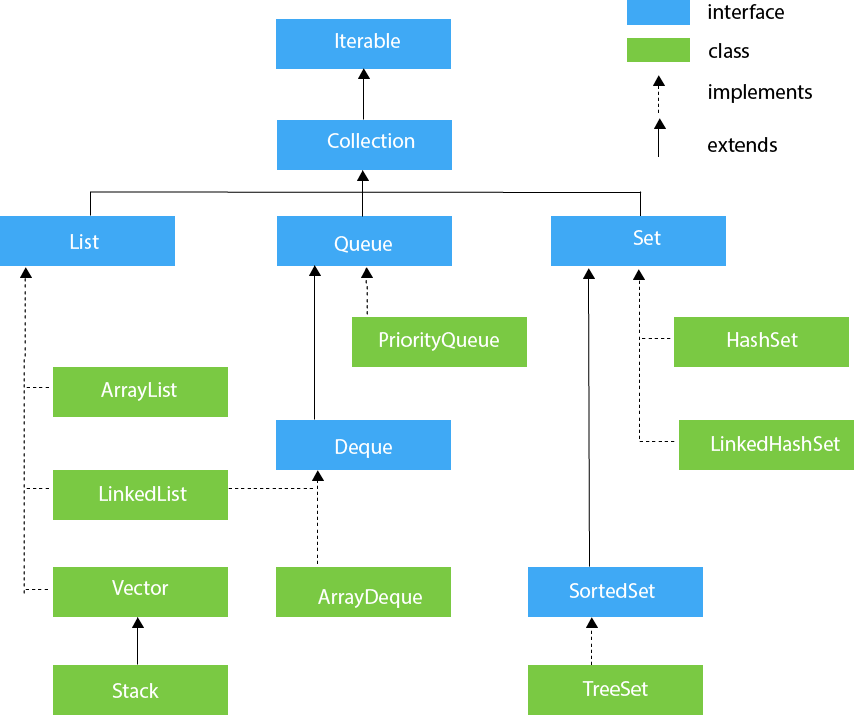 interface
Iterable
class
implements
Collection
extends
List
Queue
Set
PriorityQueue
HashSet
ArrayList
Deque
LinkedHashSet
LinkedList
Vector
ArrayDeque
SortedSet
Stack
TreeSet